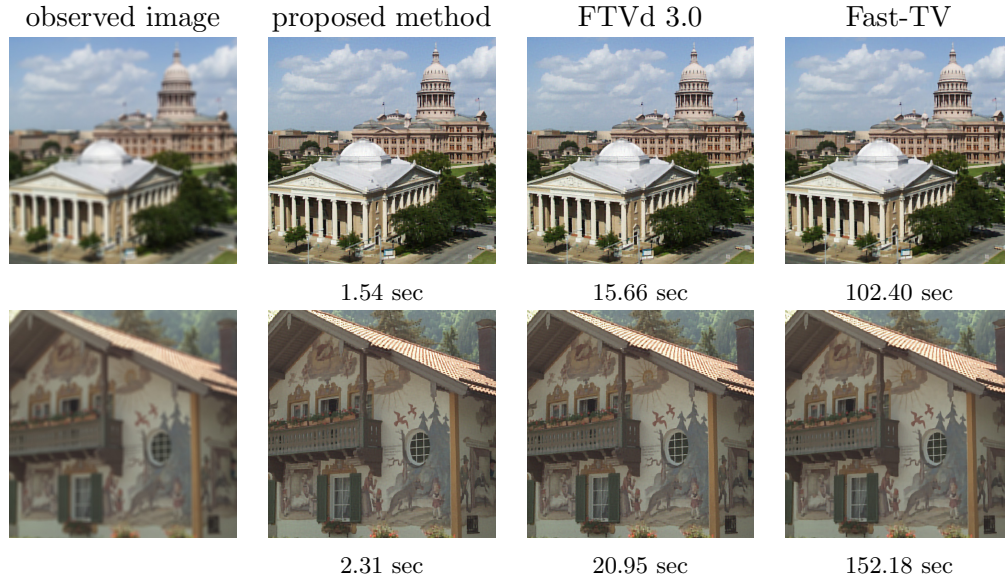 observed image
proposed method
FTVd 3.0
Fast-TV
1.54 sec
15.66 sec
102.40 sec
2.31 sec
20.95 sec
152.18 sec